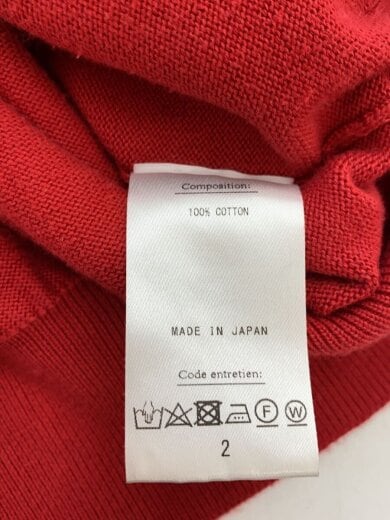 Composition:
100% COTTON
MADE IN JAPAN
Code entretien:
F W
2